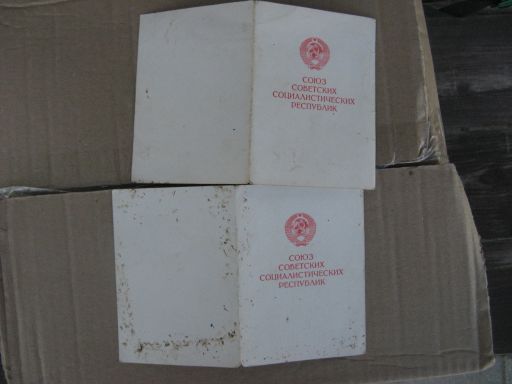 СОЮЗ
СОВЕТСКИХ
СОЦИАЛИСТИЧЕСКИХ
РЕСПУБЛИК
СОЮЗ
СОВЕТСКИХ
СОЦИАЛИСТИЧЕСКИХ
РЕСПУБЛИК